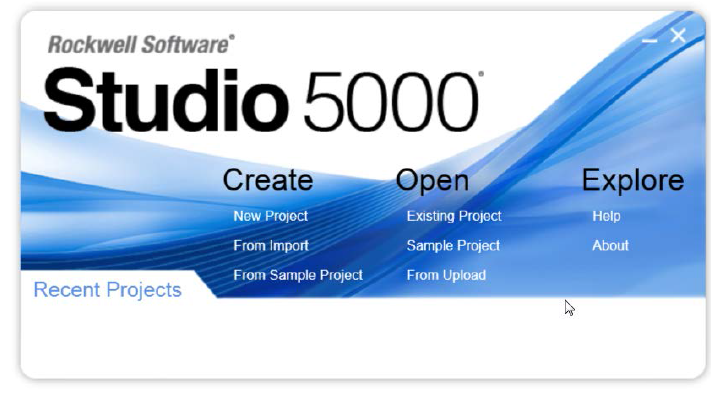 Rockwell Software®
Studio 5000®
Create
New Project
From Import
From Sample Project
Open
Existing Project
Sample Project
From Upload
Explore
Help
About
Recent Projects